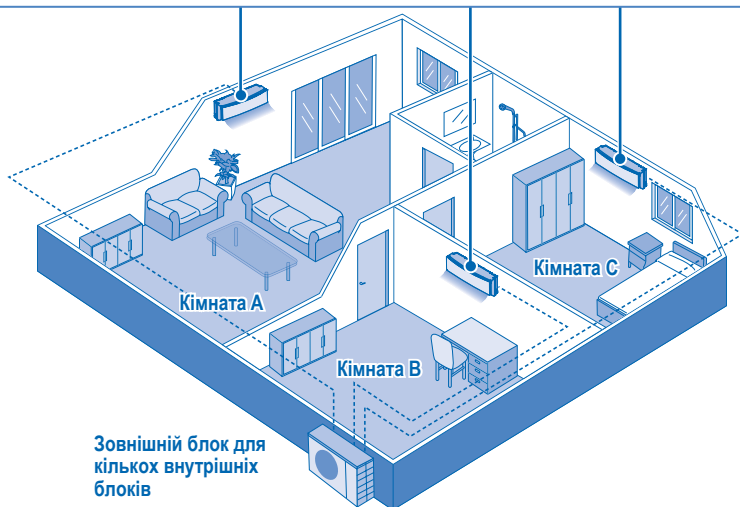 Кімната A
Кімната C
Кімната B
Зовнішній блок для
кількох внутрішніх
блоків